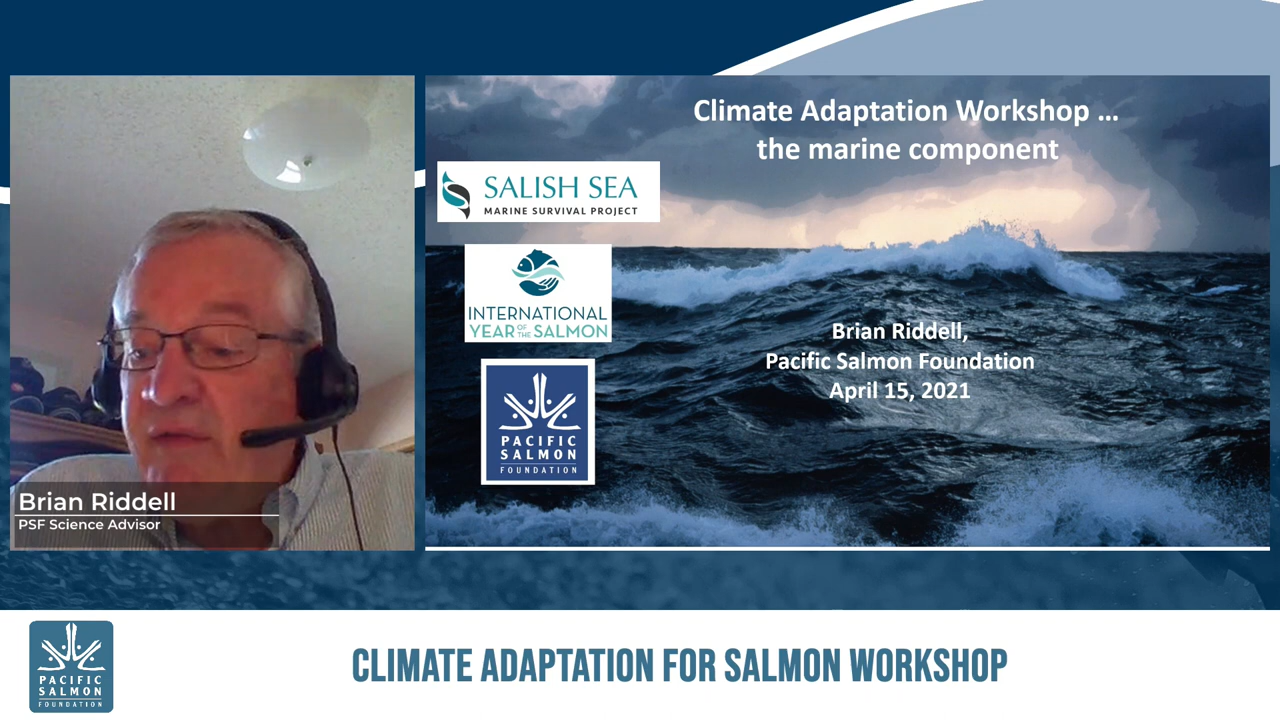 Climate Adaptation Workshop ...
the marine component
SALISH SEA
MARINE SURVIVAL PROJECT
INTERNATIONAL
YEAR OF THE SALMON
PACIFIC
SALMON
FOUNDATION
Brian Riddell,
Pacific Salmon Foundation
April 15, 2021
Brian Riddell
PSF Science Advisor
PACIFIC
SALMON
FOUNDATION
CLIMATE ADAPTATION FOR SALMON WORKSHOP